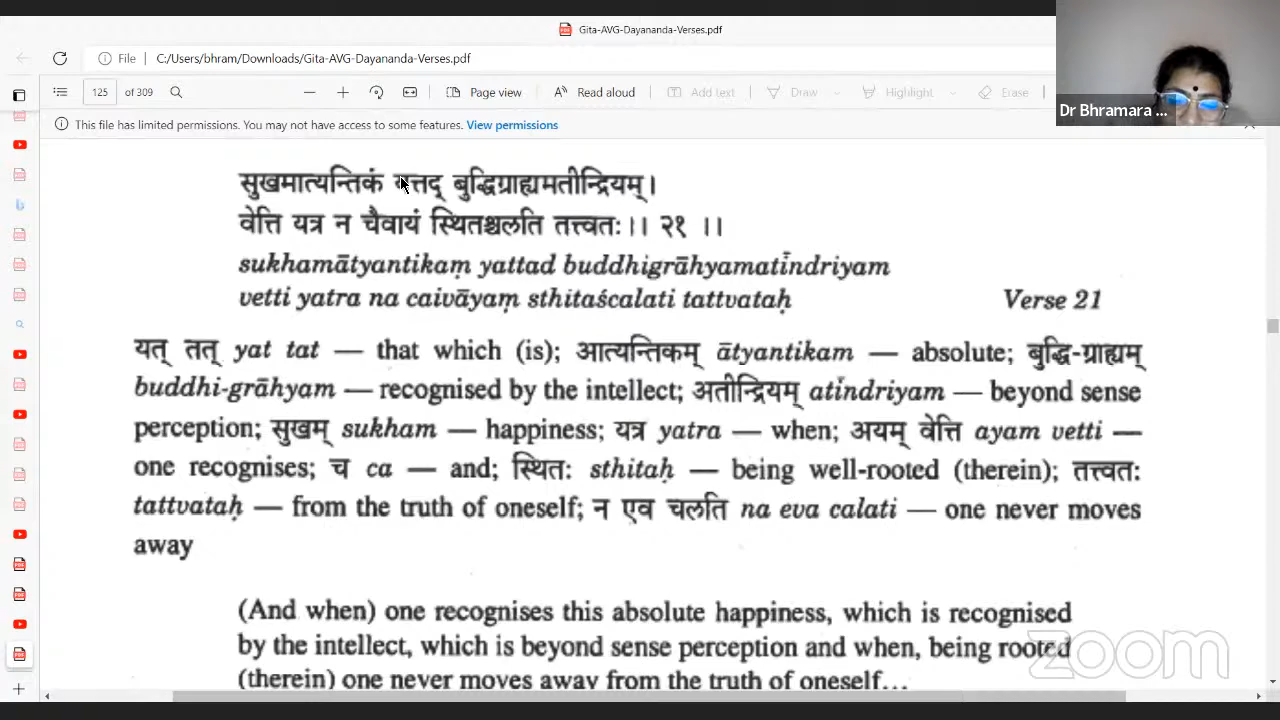 Gita-AVG-Dayananda-Verses.pdf
File | C:/Users/bhram/Downloads/Gita-AVG-Dayananda-Verses.pdf
125 of 309 Page view Read aloud Add text Draw Highlight Erase
Dr Bhramara ...
This file has limited permissions. You may not have access to some features. View permissions
सुखमात्यन्तिकं यत्तद् बुद्धिग्राह्यमतीन्द्रियम्।
वेत्ति यत्र न चैवायं स्थितश्चलति तत्त्वतः।। २१ ।।
sukhamātyantikaṃ yattad buddhigrāhyamatīndriyam
vetti yatra na caivāyaṃ sthitaścalati tattvataḥ Verse 21
यत् तत् yat tat — that which (is); आत्यन्तिकम् ātyantikam — absolute; बुद्धि-ग्राह्यम्
buddhi-grāhyam — recognised by the intellect; अतीन्द्रियम् atīndriyam — beyond sense
perception; सुखम् sukham — happiness; यत्र yatra — when; अयम् वेत्ति ayam vetti —
one recognises; च ca — and; स्थितः sthitaḥ — being well-rooted (therein); तत्त्वतः
tattvataḥ — from the truth of oneself; न एव चलति na eva calati — one never moves
away
(And when) one recognises this absolute happiness, which is recognised
by the intellect, which is beyond sense perception and when, being rooted
(therein) one never moves away from the truth of oneself...
zoom